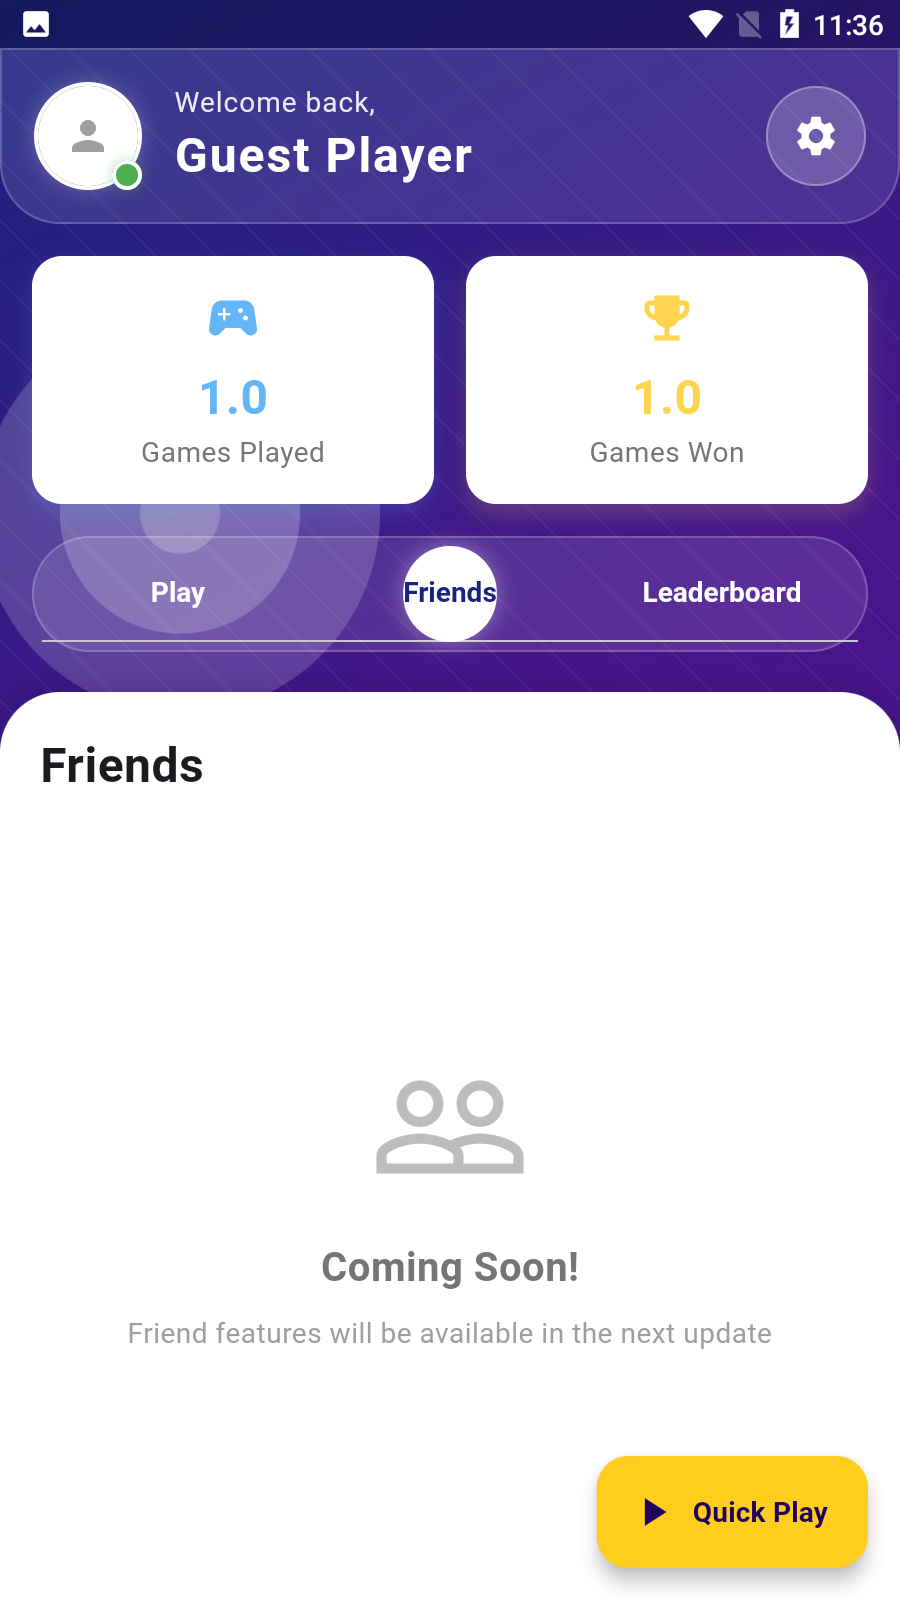 11:36
Welcome back,
Guest Player
1.0
Games Played
1.0
Games Won
Play
Friends
Leaderboard
Friends
Coming Soon!
Friend features will be available in the next update
Quick Play